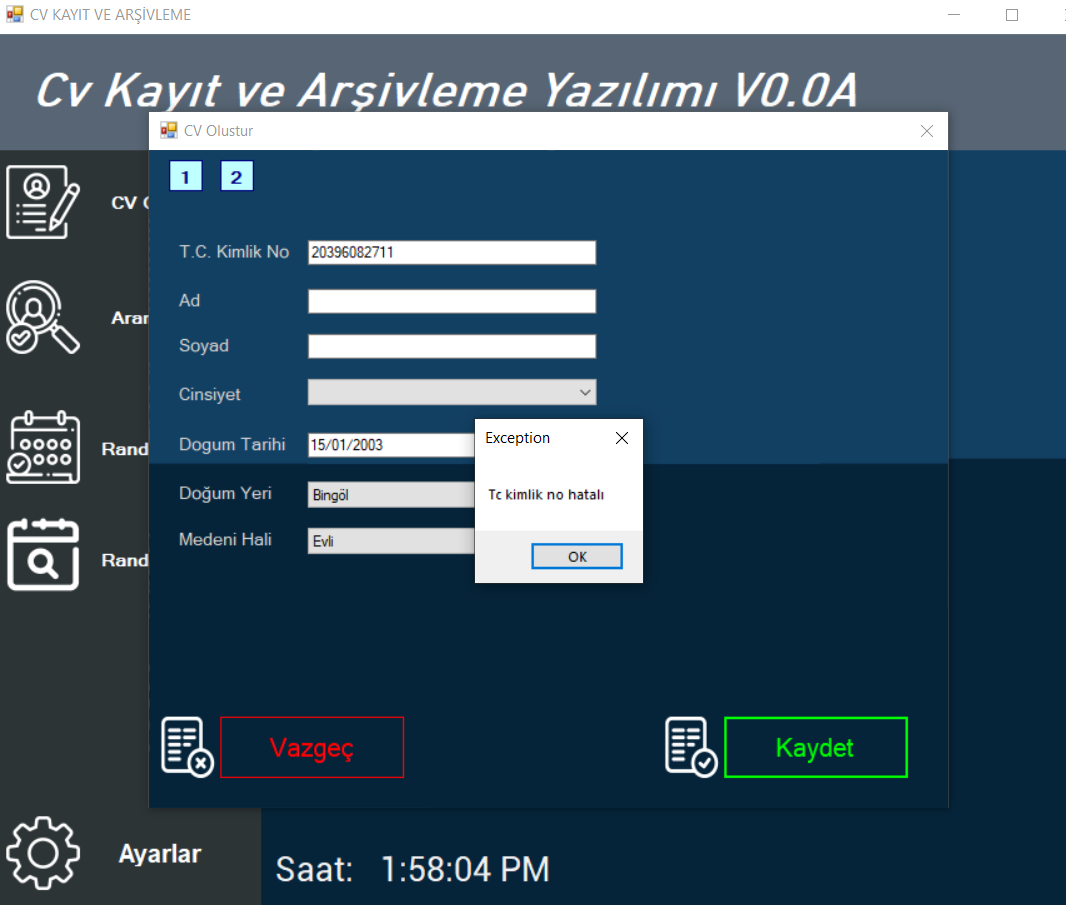 CV KAYIT VE ARŞİVLEME
Cv Kayıt ve Arşivleme Yazılımı V0.0A
CV Olustur
1 2
CV
T.C. Kimlik No 20396082711
Ad
Aran
Soyad
Cinsiyet
Rand
Dogum Tarihi 15/01/2003
Exception
Doğum Yeri Bingöl
Tc kimlik no hatalı
Medeni Hali Evli
OK
Rand
Vazgeç
Kaydet
Ayarlar
Saat: 1:58:04 PM